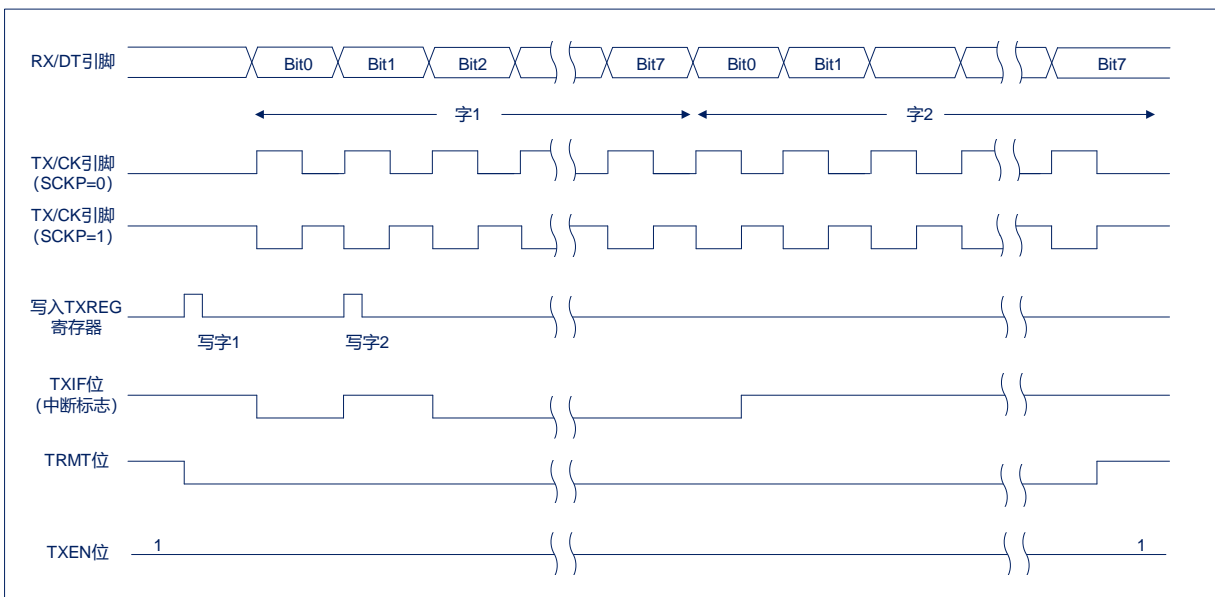 RX/DT引脚
Bit0 Bit1 Bit2 Bit7 Bit0 Bit1 Bit7
字1 字2
TX/CK引脚
(SCKP=0)
TX/CK引脚
(SCKP=1)
写入TXREG
寄存器
写字1 写字2
TXIF位
(中断标志)
TRMT位
TXEN位
1 1